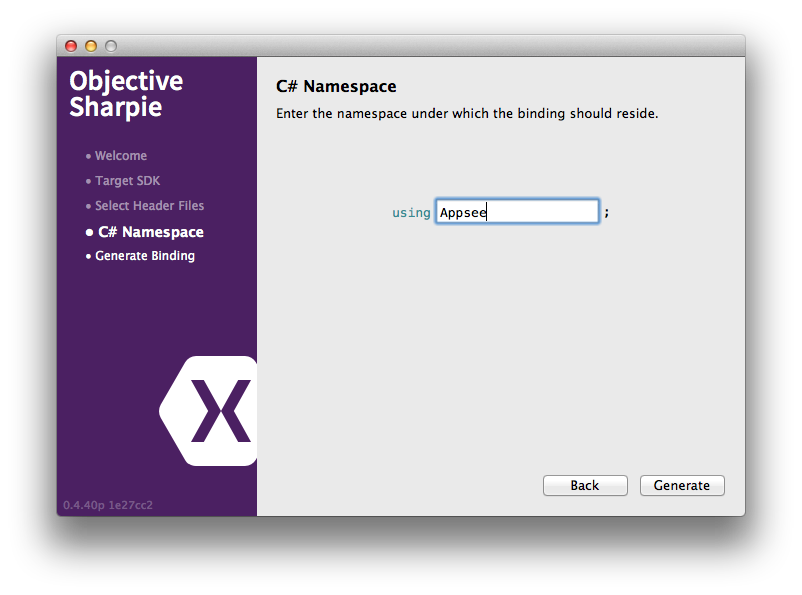 Objective
Sharpie
• Welcome
• Target SDK
• Select Header Files
• C# Namespace
• Generate Binding
0.4.40p 1e27cc2
C# Namespace
Enter the namespace under which the binding should reside.
using Appsee ;
Back Generate